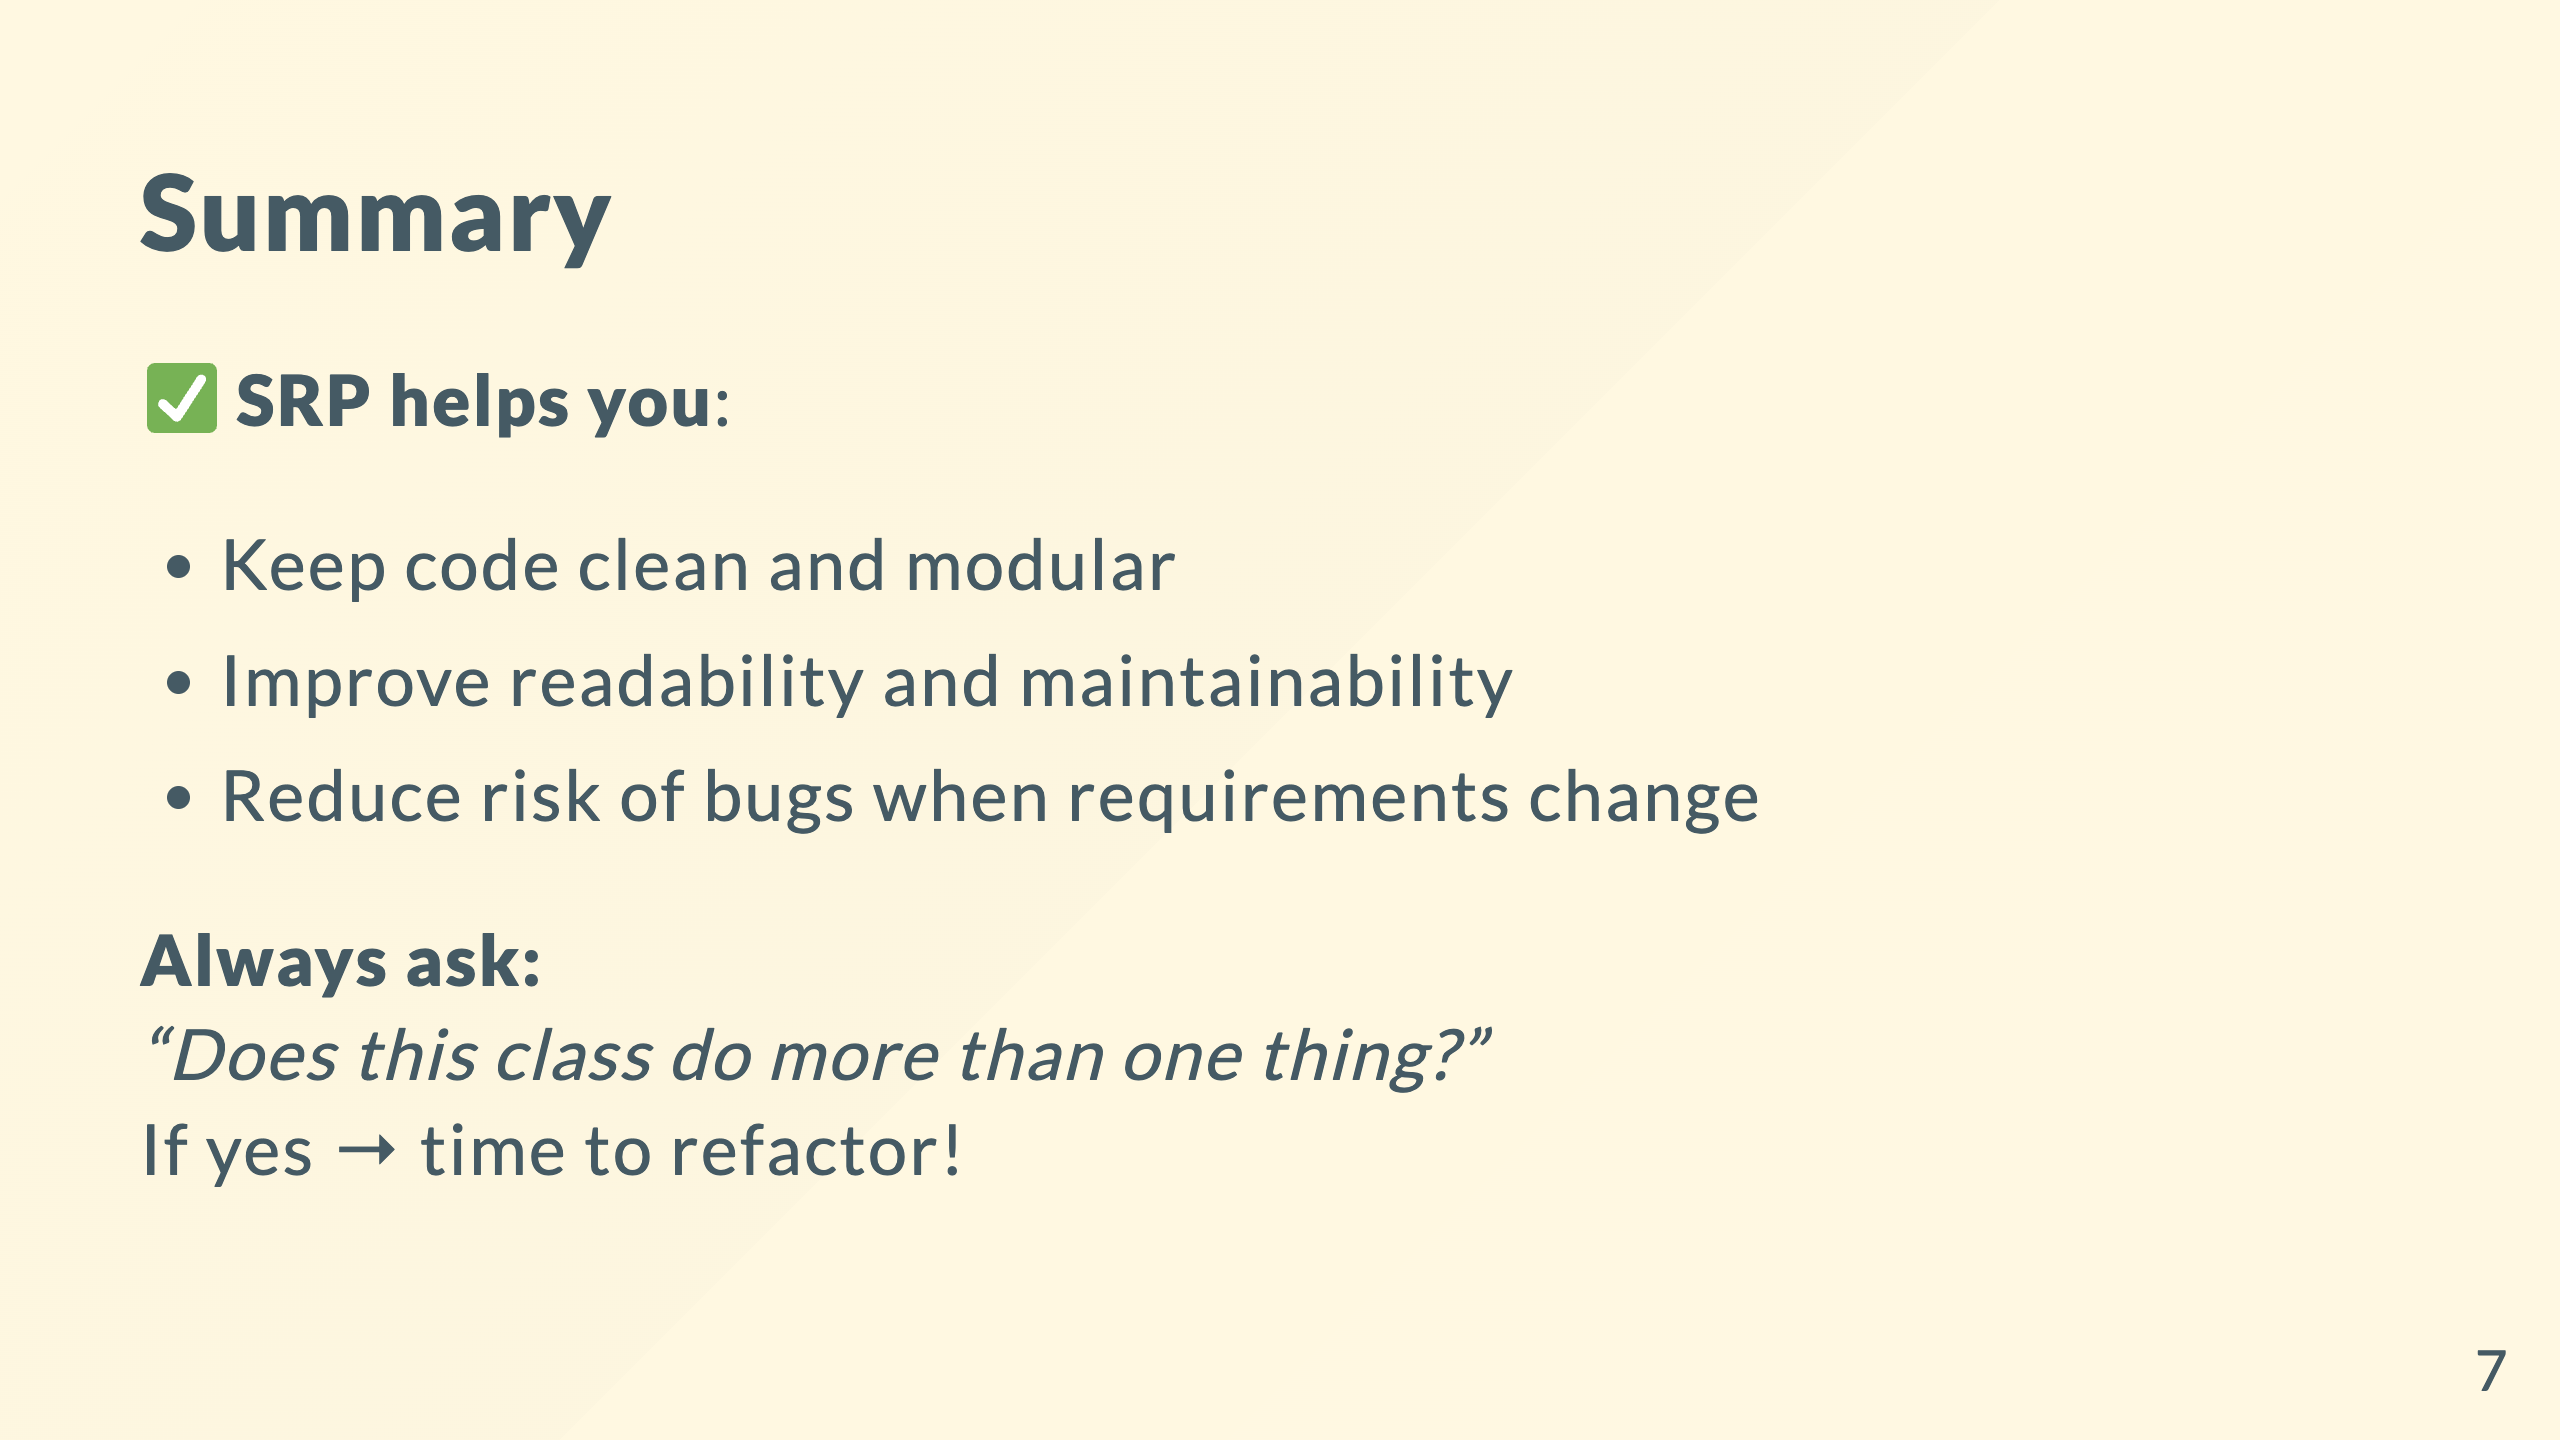 Summary
✅ SRP helps you:
• Keep code clean and modular
• Improve readability and maintainability
• Reduce risk of bugs when requirements change
Always ask:
“Does this class do more than one thing?”
If yes → time to refactor!
7